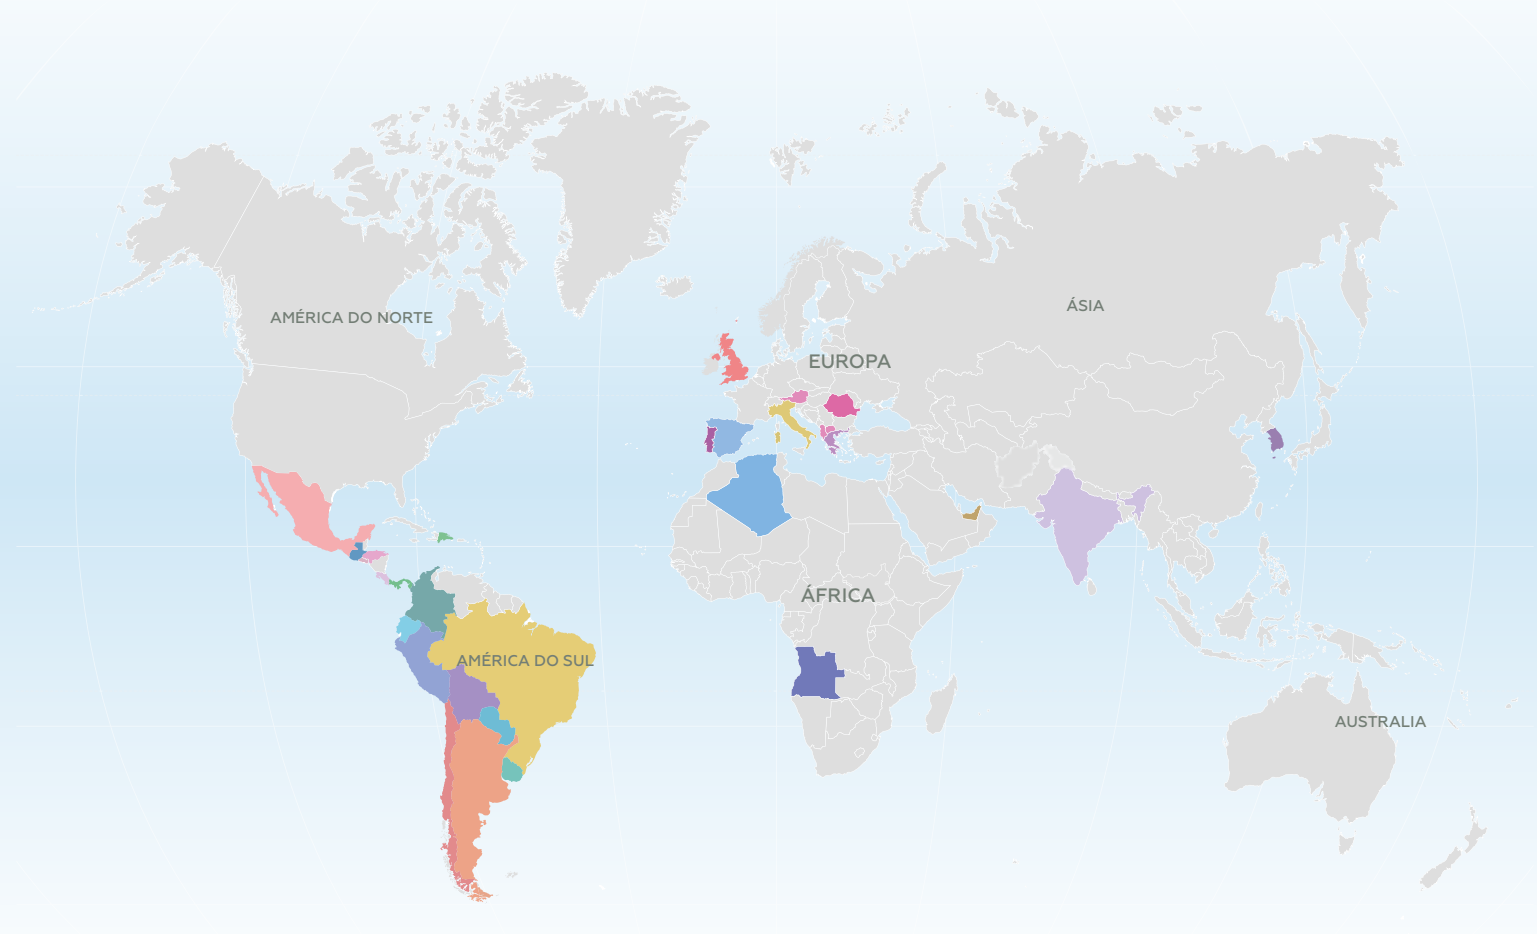 AMÉRICA DO NORTE
ÁSIA
EUROPA
ÁFRICA
AMÉRICA DO SUL
AUSTRALIA